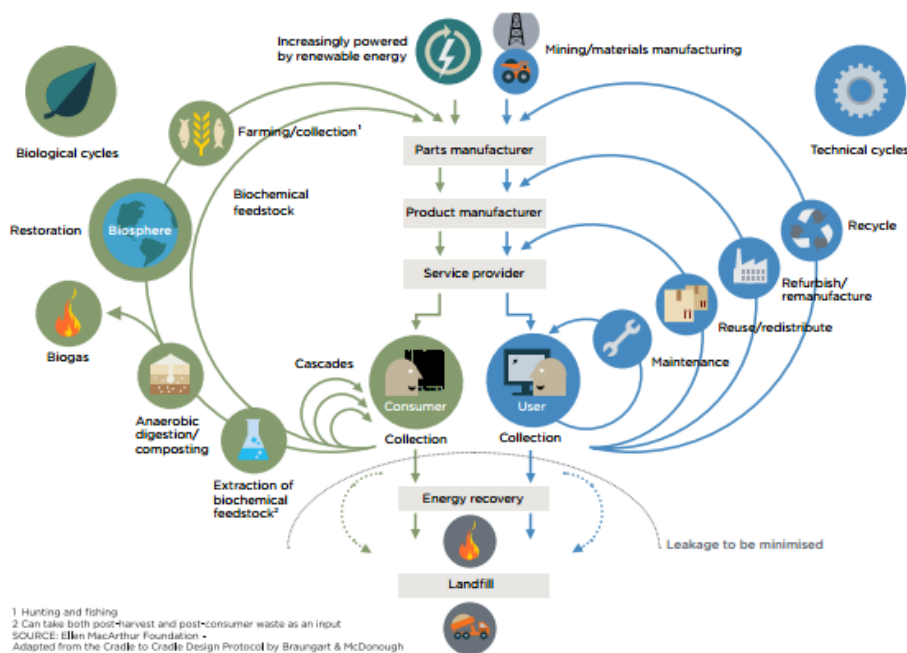 Increasingly powered
by renewable energy
Mining/materials manufacturing
Biological cycles
Farming/collection¹
Technical cycles
Parts manufacturer
Biochemical
feedstock
Product manufacturer
Restoration
Biosphere
Recycle
Service provider
Refurbish/
remanufacture
Reuse/redistribute
Biogas
Maintenance
Cascades
Consumer
User
Anaerobic
digestion/
composting
Collection
Collection
Extraction of
biochemical
feedstock²
Energy recovery
Leakage to be minimised
Landfill
1 Hunting and fishing
2 Can take both post-harvest and post-consumer waste as an input
SOURCE: Ellen MacArthur Foundation -
Adapted from the Cradle to Cradle Design Protocol by Braungart & McDonough